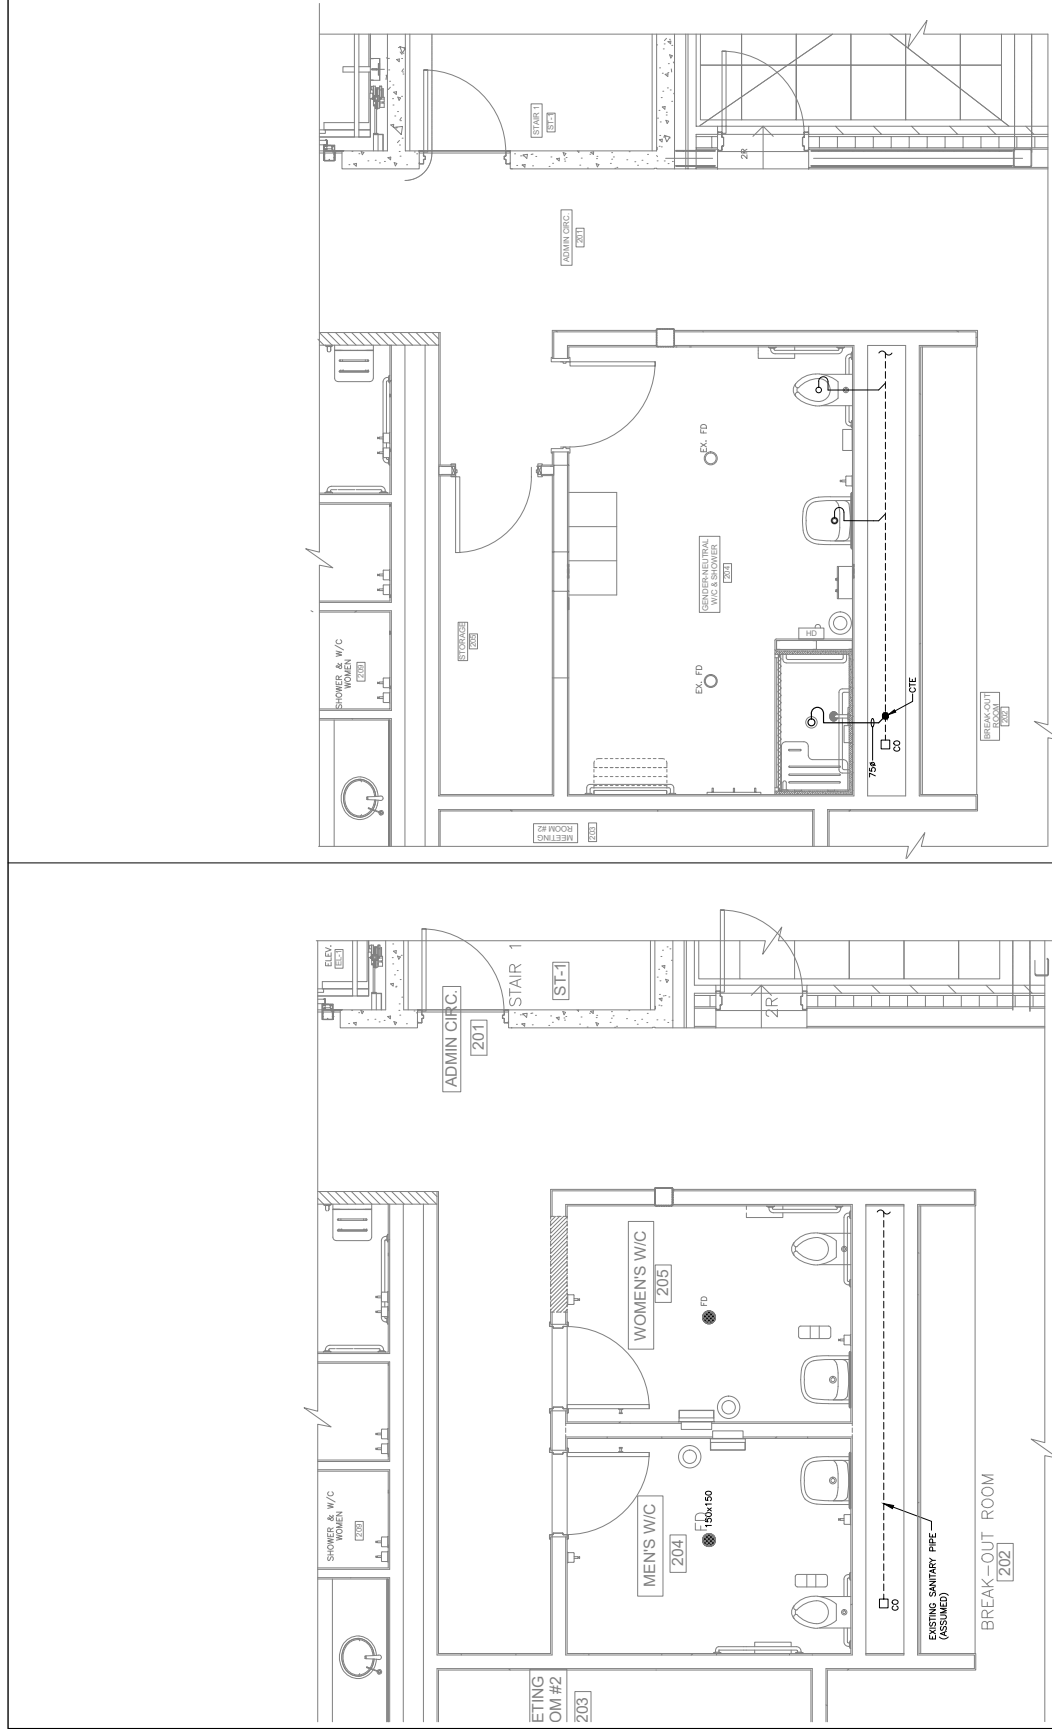 STAIR 1
ST-1
2R
ADMIN CIRC.
201
EX. FD
GENDER-NEUTRAL
W/C & SHOWER
204
STORAGE
205
SHOWER & W/C
WOMEN
209
HD
EX. FD
CTE
CO
75ø
BREAK-OUT
ROOM
202
MEETING
ROOM #2
203
ELEV.
EL-1
STAIR 1
ST-1
2R
ADMIN CIRC.
201
WOMEN'S W/C
205
FD
SHOWER & W/C
WOMEN
209
MEN'S W/C
204
FD
150x150
CO
EXISTING SANITARY PIPE
(ASSUMED)
BREAK-OUT ROOM
202
ETING
OM #2
203